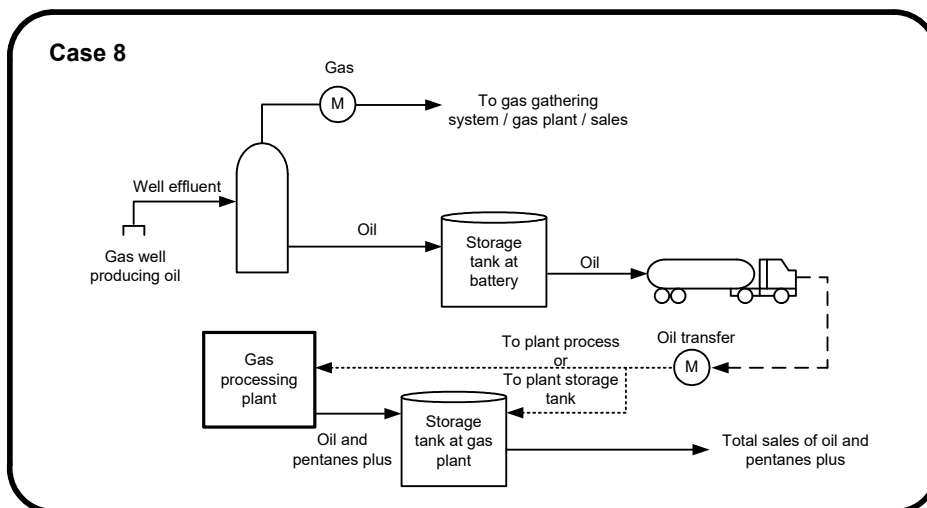 Case 8
Gas
M
To gas gathering
system / gas plant / sales
Well effluent
Gas well
producing oil
Oil
Storage
tank at
battery
Oil
Oil transfer
M
To plant process
or
To plant storage
tank
Gas
processing
plant
Oil and
pentanes plus
Storage
tank at gas
plant
Total sales of oil and
pentanes plus